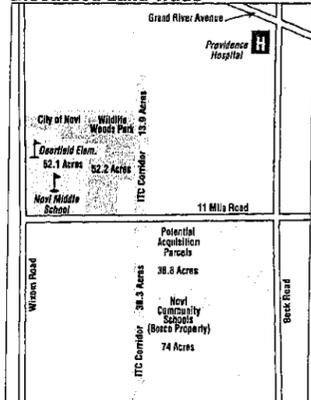 Grand River Avenue
Providence
Hospital
H
City of Novi
Wildlife
Woods Park
13.9 Acres
Deerfield Elem.
52.1 Acres
52.2 Acres
ITC Corridor
Novi Middle
School
11 Mile Road
Potential
Acquisition
Parcels
38.8 Acres
Wixom Road
38.3 Acres
Beck Road
Novi
Community
Schools
(Bosco Property)
74 Acres
ITC Corridor